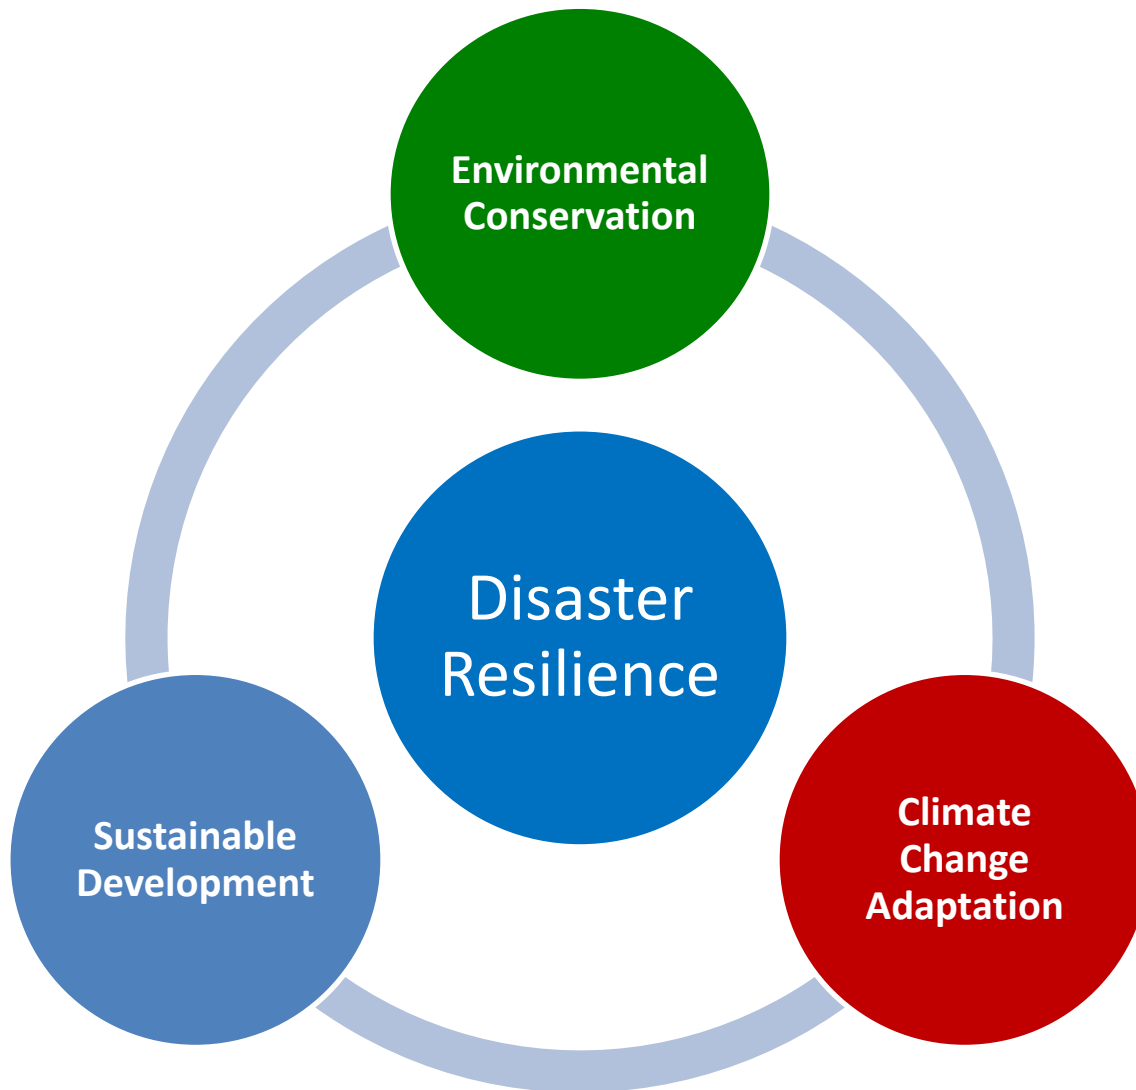 Environmental
Conservation
Disaster
Resilience
Sustainable
Development
Climate
Change
Adaptation